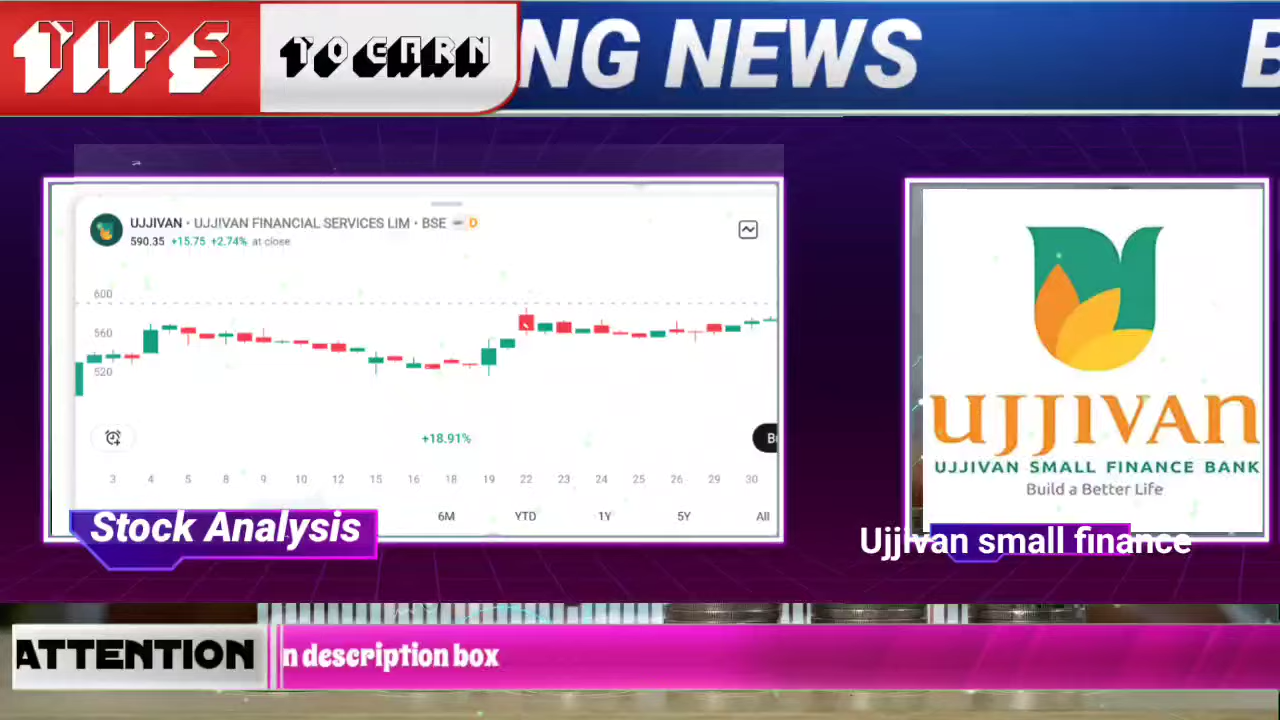 TIPS
TO EARN
NG NEWS
B
UJJIVAN · UJJIVAN FINANCIAL SERVICES LIM · BSE D
590.35 +15.75 +2.74% at close
600
560
520
+18.91%
3 4 5 8 9 10 12 15 16 18 19 22 23 24 25 26 29 30
6M YTD 1Y 5Y All
Stock Analysis
UJJIVAN
UJJIVAN SMALL FINANCE BANK
Build a Better Life
Ujjivan small finance
ATTENTION
n description box